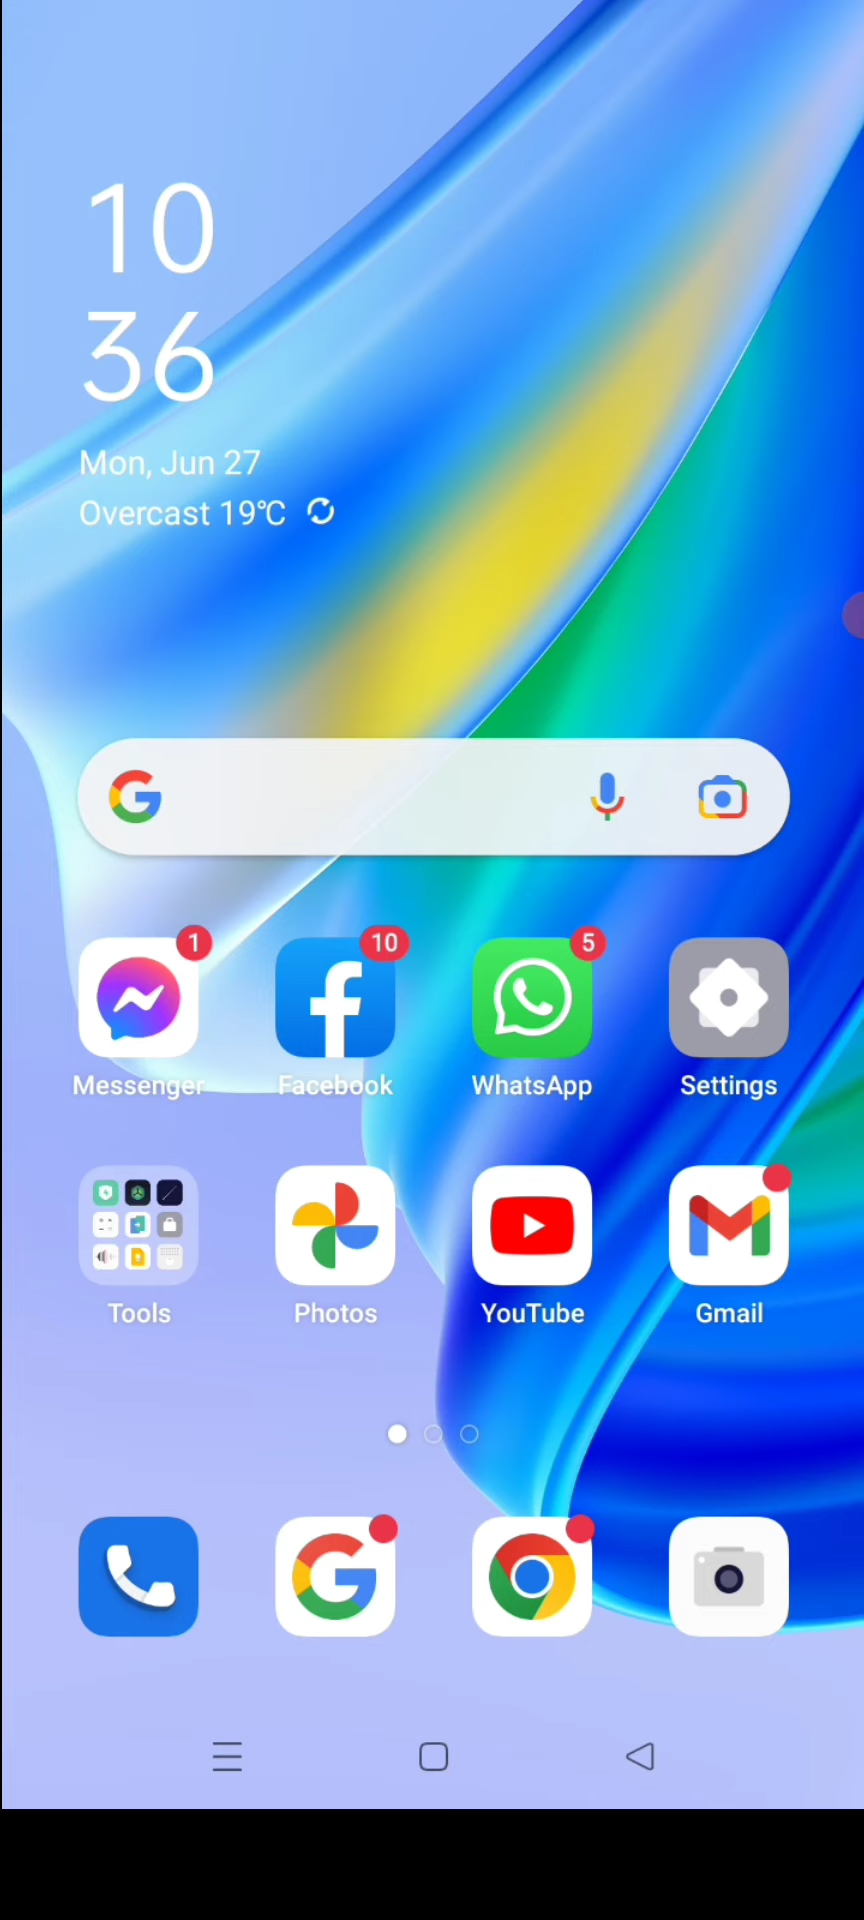 10
36
Mon, Jun 27
Overcast 19℃
1
10
5
Messenger
Facebook
WhatsApp
Settings
Tools
Photos
YouTube
Gmail